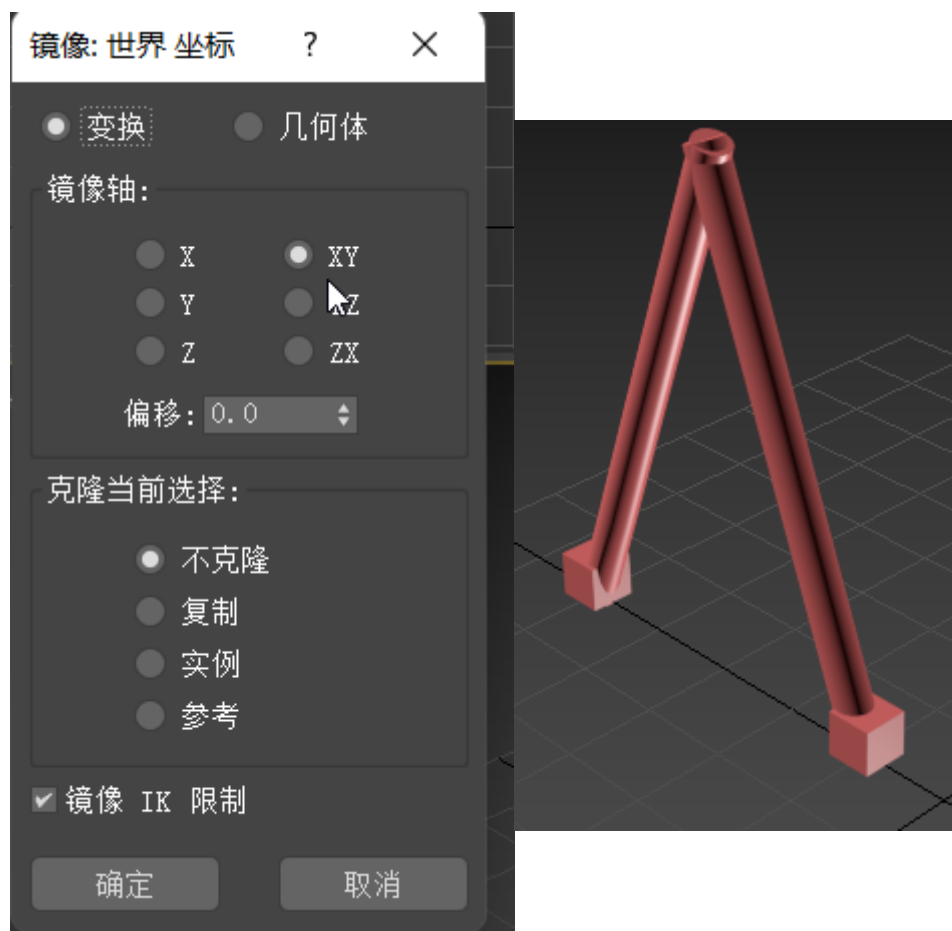 镜像: 世界 坐标 ? ×
变换 几何体
镜像轴:
X XY
Y Z
Z ZX
偏移: 0.0
克隆当前选择:
不克隆
复制
实例
参考
镜像 IK 限制
确定 取消